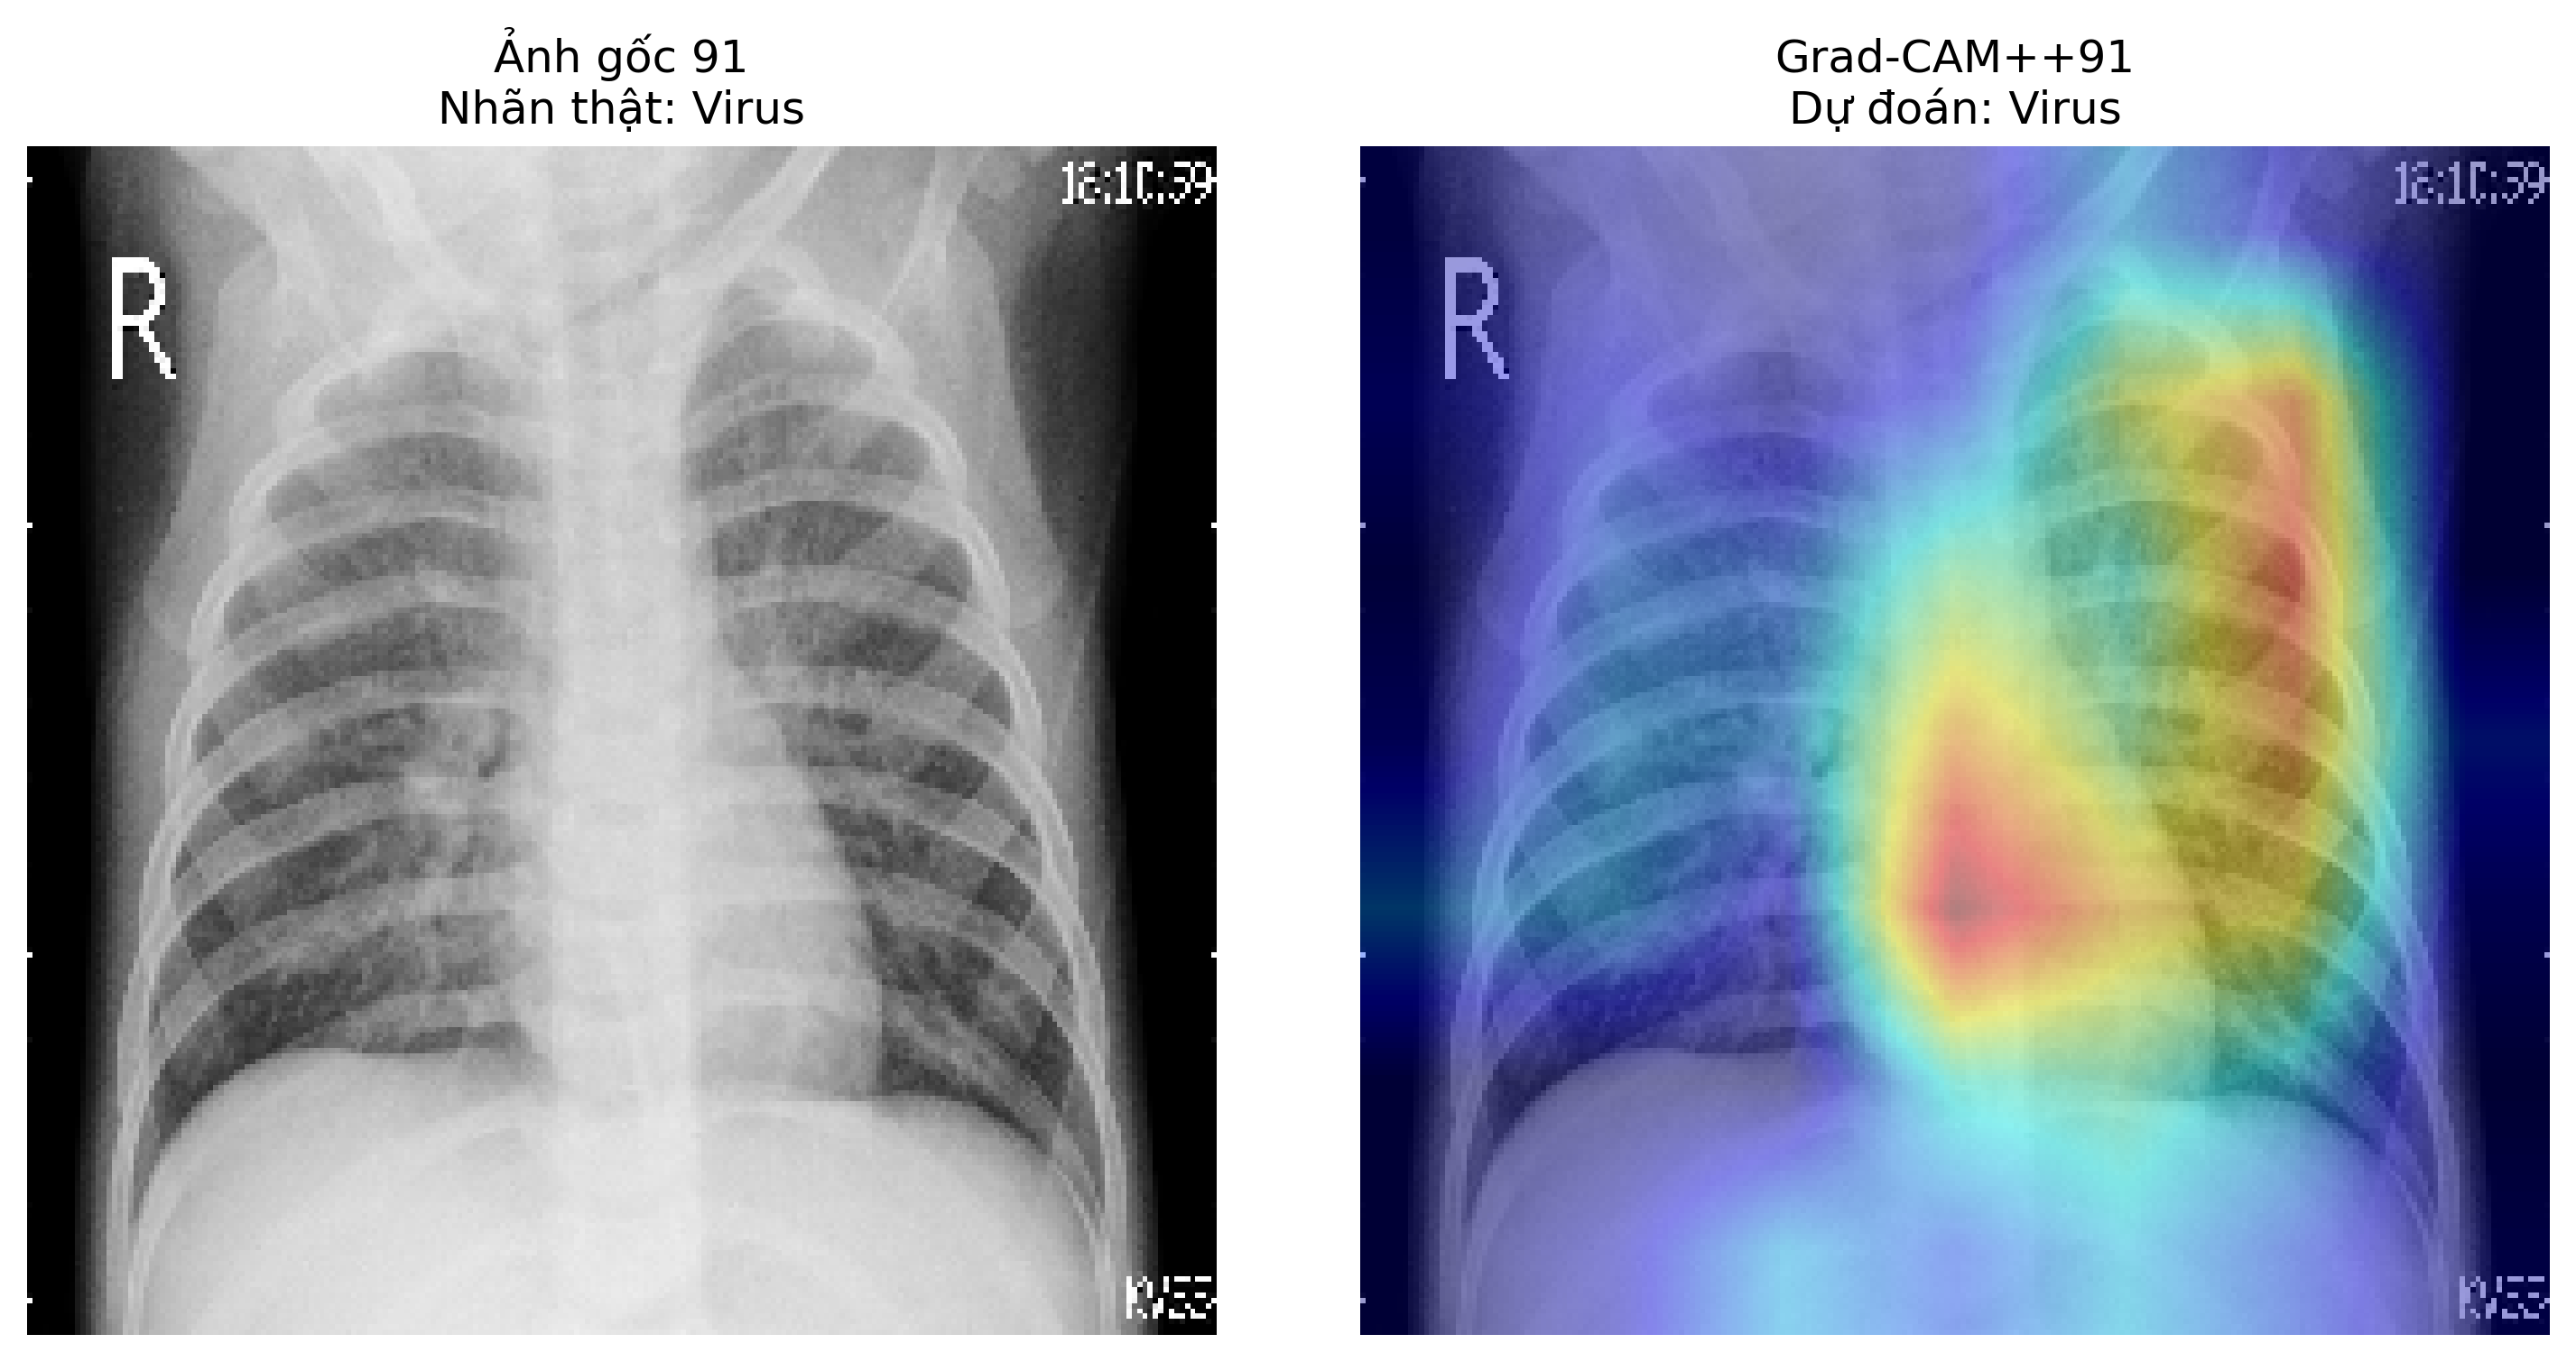 Ảnh gốc 91
Nhãn thật: Virus
Grad-CAM++91
Dự đoán: Virus
R
R